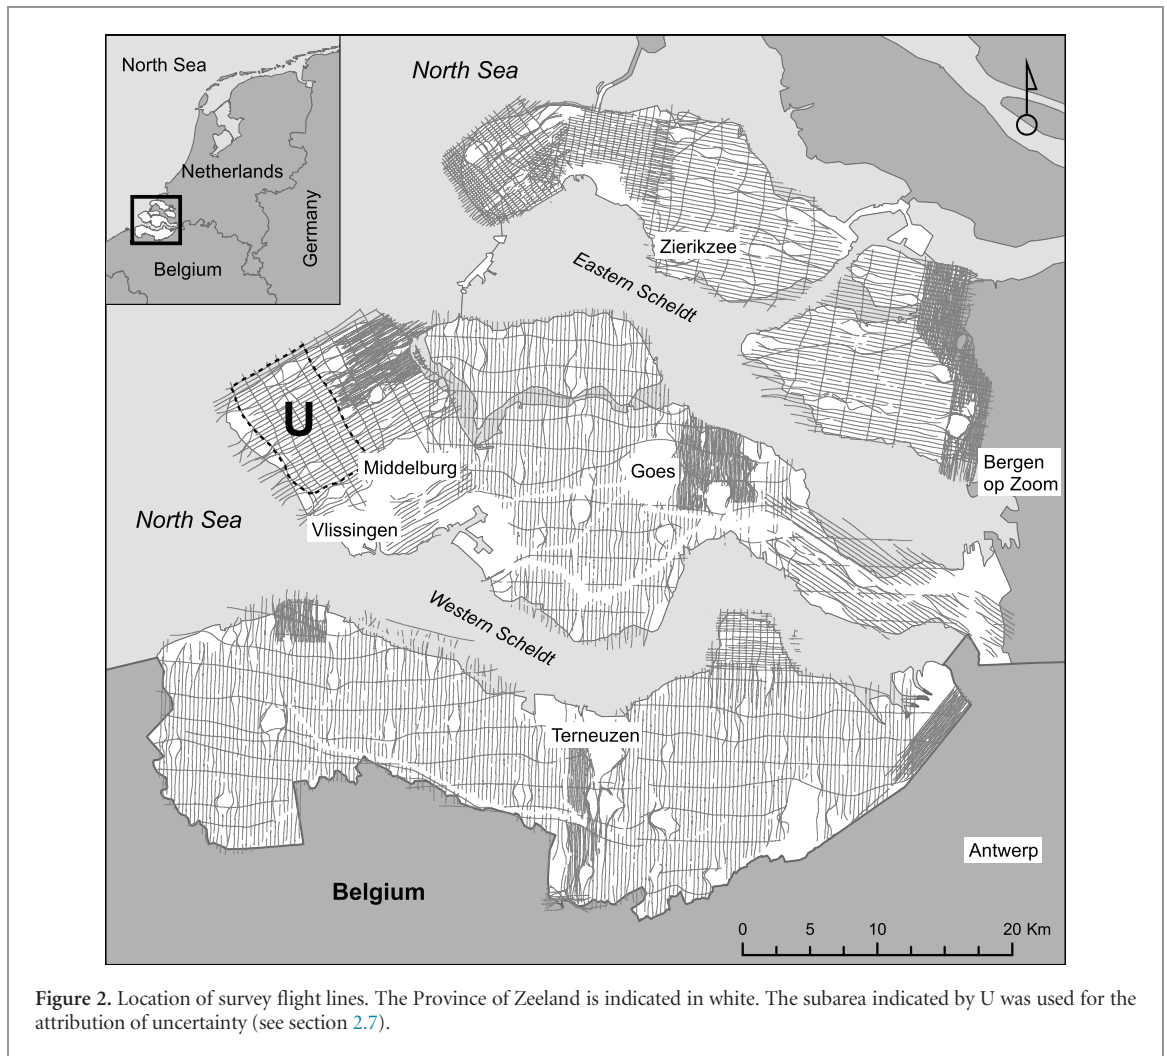 North Sea
Netherlands
Germany
Belgium
North Sea
Zierikzee
Eastern Scheldt
U
Middelburg
Goes
Bergen
op Zoom
North Sea
Vlissingen
Western Scheldt
Terneuzen
Antwerp
Belgium
0 5 10 20 Km
Figure 2. Location of survey flight lines. The Province of Zeeland is indicated in white. The subarea indicated by U was used for the
attribution of uncertainty (see section 2.7).